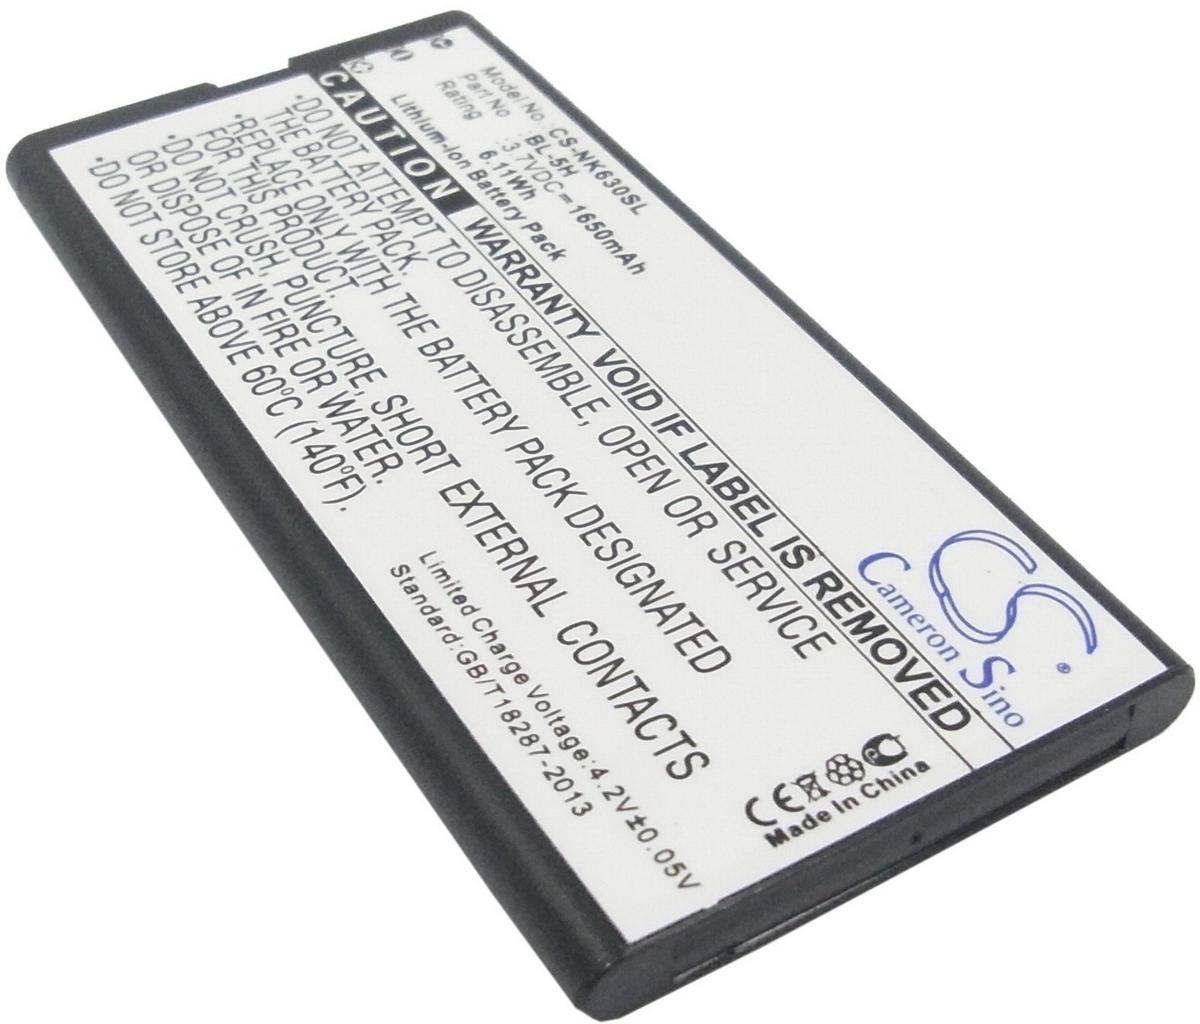 Model No.:CS-NK630SL
Part No :BL-5H
Rating :3.7VDC⎓1650mAh
6.11Wh
Lithium-ion Battery Pack
CAUTION WARRANTY VOID IF LABEL IS REMOVED
•DO NOT ATTEMPT TO DISASSEMBLE, OPEN OR SERVICE
THE BATTERY PACK.
•REPLACE ONLY WITH THE BATTERY PACK DESIGNATED
FOR THIS PRODUCT
•DO NOT CRUSH, PUNCTURE, SHORT EXTERNAL CONTACTS
OR DISPOSE OF IN FIRE OR WATER.
•DO NOT STORE ABOVE 60°C (140°F).
Limited Charge Voltage:4.2V±0.05V
Standard:GB/T18287-2013
CS
Cameron Sino
®
CE
Made In China